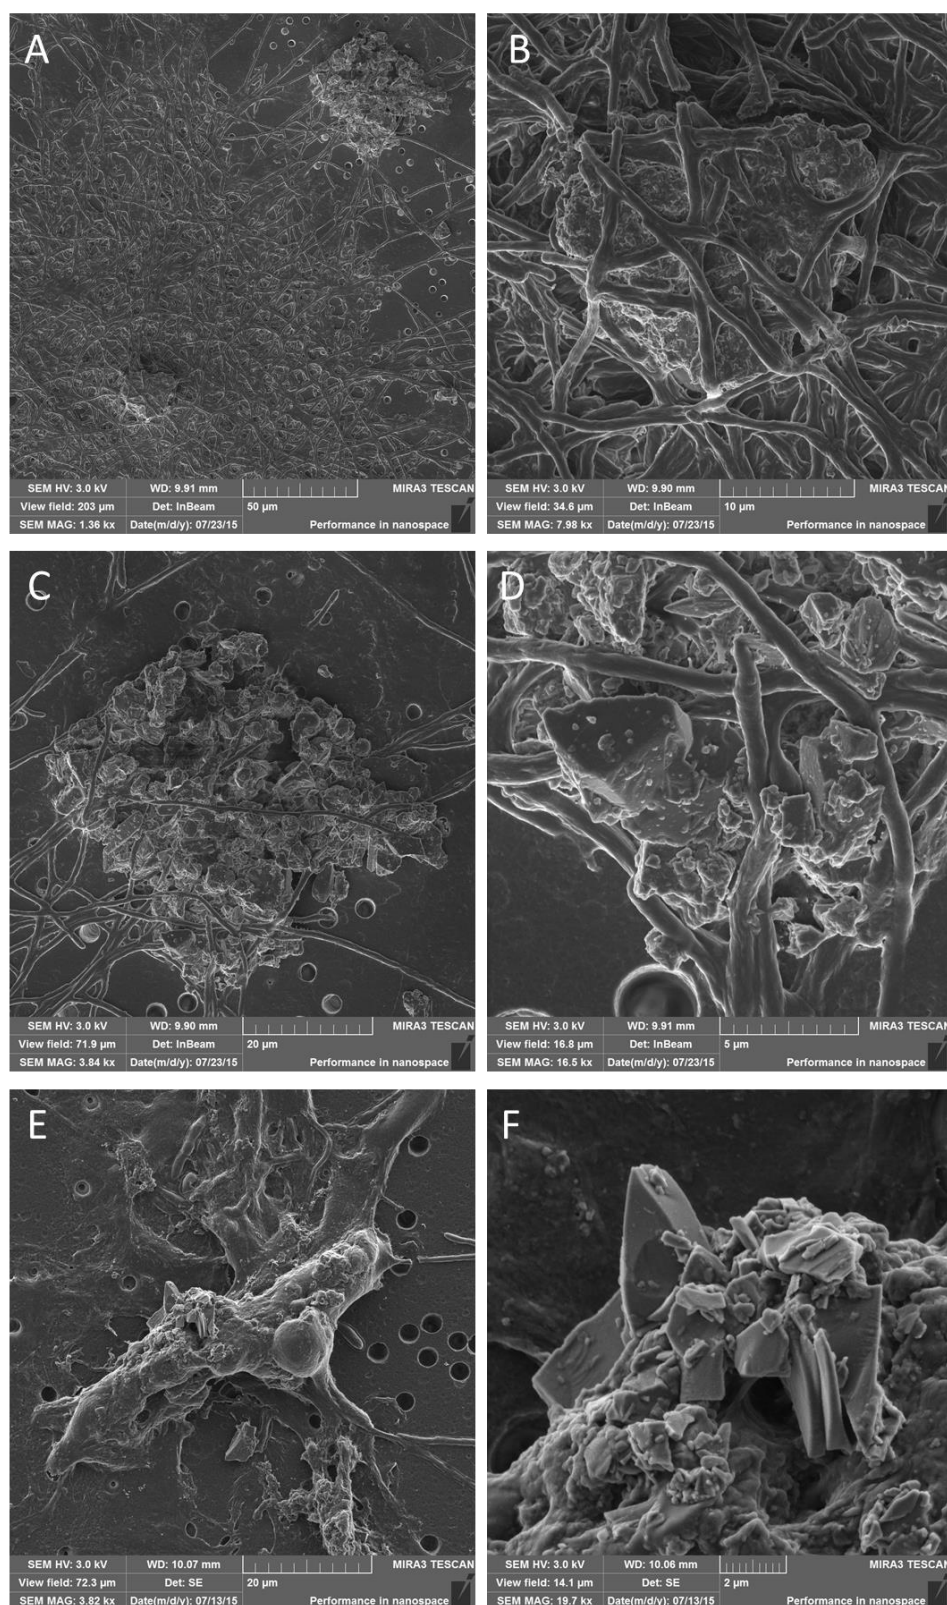 A
SEM HV: 3.0 kV WD: 9.91 mm MIRA3 TESCAN
View field: 203 µm Det: InBeam 50 µm
SEM MAG: 1.36 kx Date(m/d/y): 07/23/15 Performance in nanospace
B
SEM HV: 3.0 kV WD: 9.90 mm MIRA3 TESCAN
View field: 34.6 µm Det: InBeam 10 µm
SEM MAG: 7.98 kx Date(m/d/y): 07/23/15 Performance in nanospace
C
SEM HV: 3.0 kV WD: 9.90 mm MIRA3 TESCAN
View field: 71.9 µm Det: InBeam 20 µm
SEM MAG: 3.84 kx Date(m/d/y): 07/23/15 Performance in nanospace
D
SEM HV: 3.0 kV WD: 9.91 mm MIRA3 TESCAN
View field: 16.8 µm Det: InBeam 5 µm
SEM MAG: 16.5 kx Date(m/d/y): 07/23/15 Performance in nanospace
E
SEM HV: 3.0 kV WD: 10.07 mm MIRA3 TESCAN
View field: 72.3 µm Det: SE 20 µm
SEM MAG: 3.82 kx Date(m/d/y): 07/13/15 Performance in nanospace
F
SEM HV: 3.0 kV WD: 10.06 mm MIRA3 TESCAN
View field: 14.1 µm Det: SE 2 µm
SEM MAG: 19.7 kx Date(m/d/y): 07/13/15 Performance in nanospace